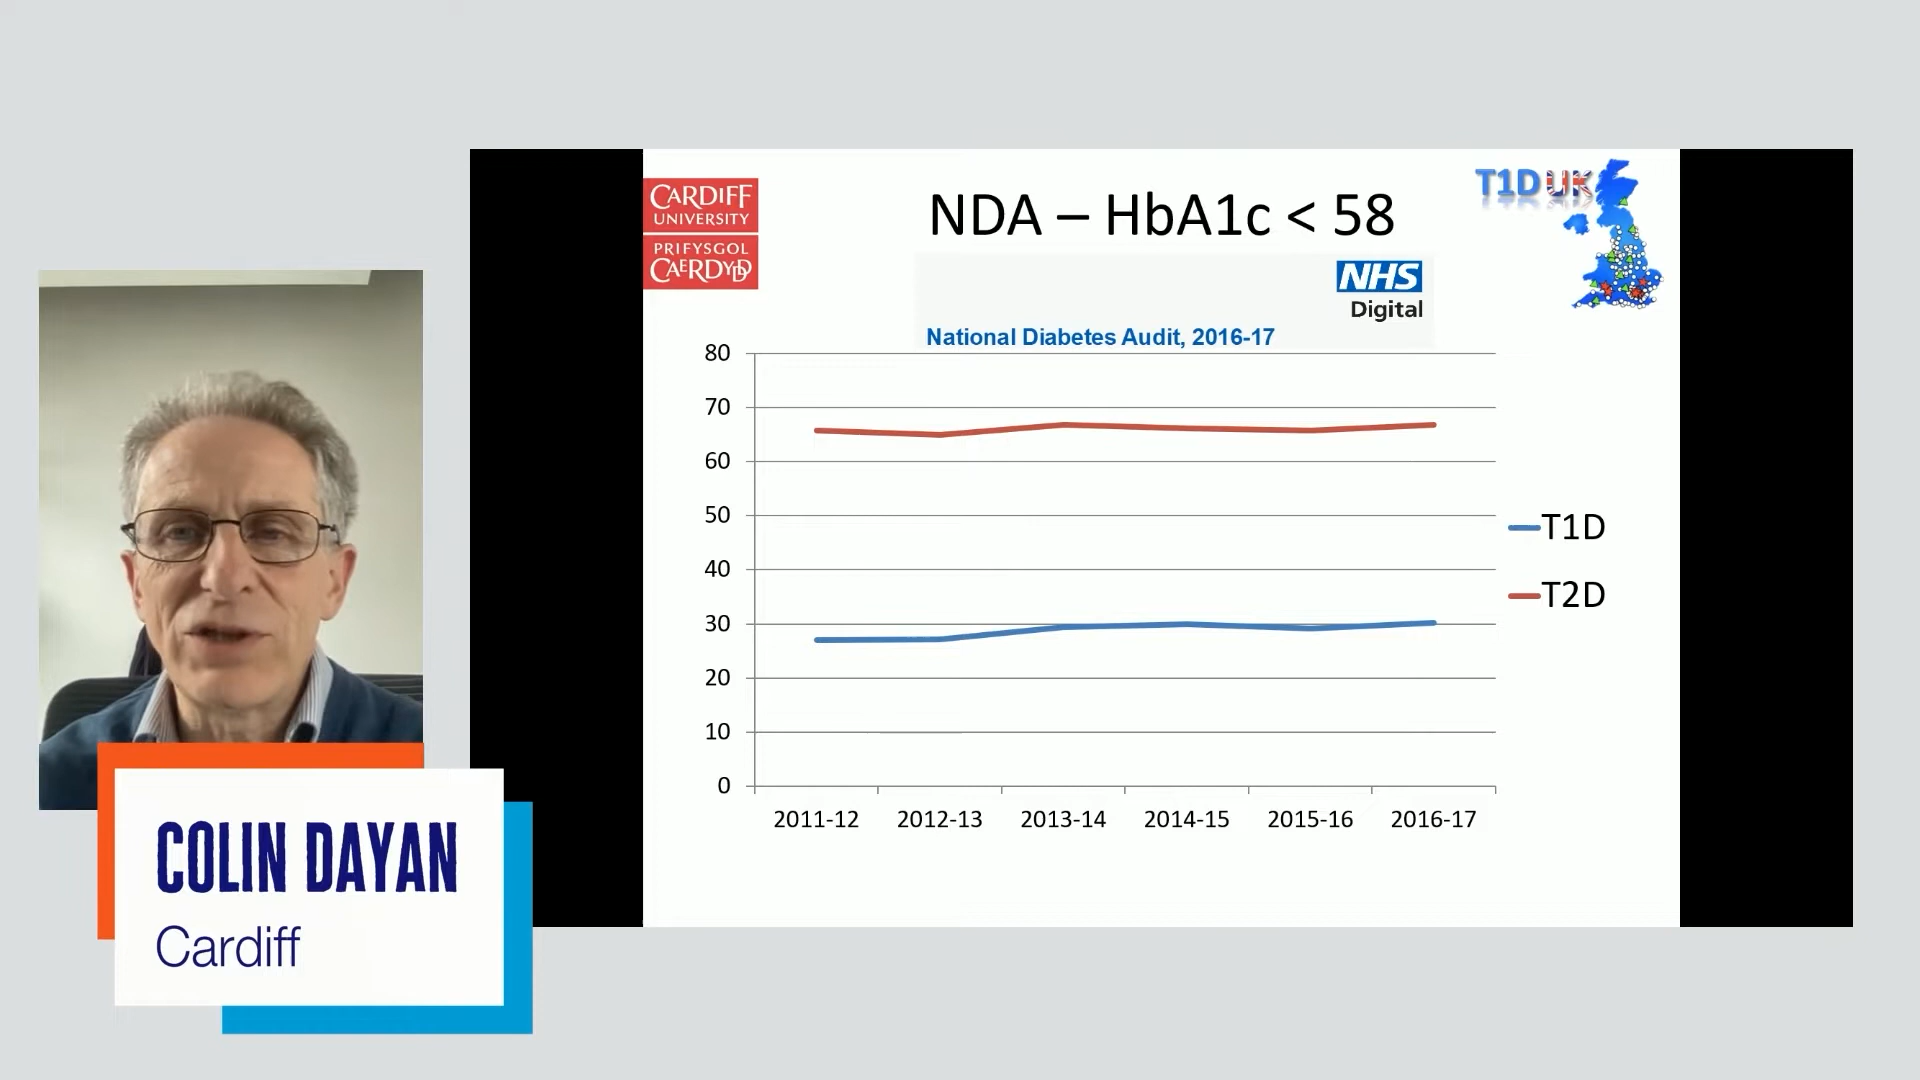 CARDIFF
UNIVERSITY
PRIFYSGOL
CAERDYDD
NDA – HbA1c < 58
T1D UK
NHS
Digital
National Diabetes Audit, 2016-17
80
70
60
50
40
30
20
10
0
2011-12
2012-13
2013-14
2014-15
2015-16
2016-17
T1D
T2D
COLIN DAYAN
Cardiff